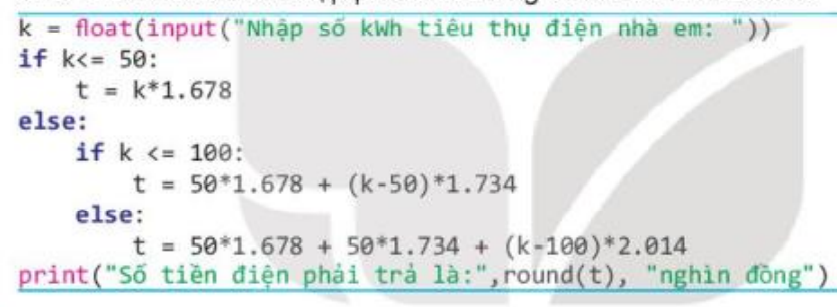 k = float(input("Nhập số kWh tiêu thụ điện nhà em: "))
if k<= 50:
    t = k*1.678
else:
    if k <= 100:
        t = 50*1.678 + (k-50)*1.734
    else:
        t = 50*1.678 + 50*1.734 + (k-100)*2.014
print("Số tiền điện phải trả là:",round(t), "nghìn đồng")